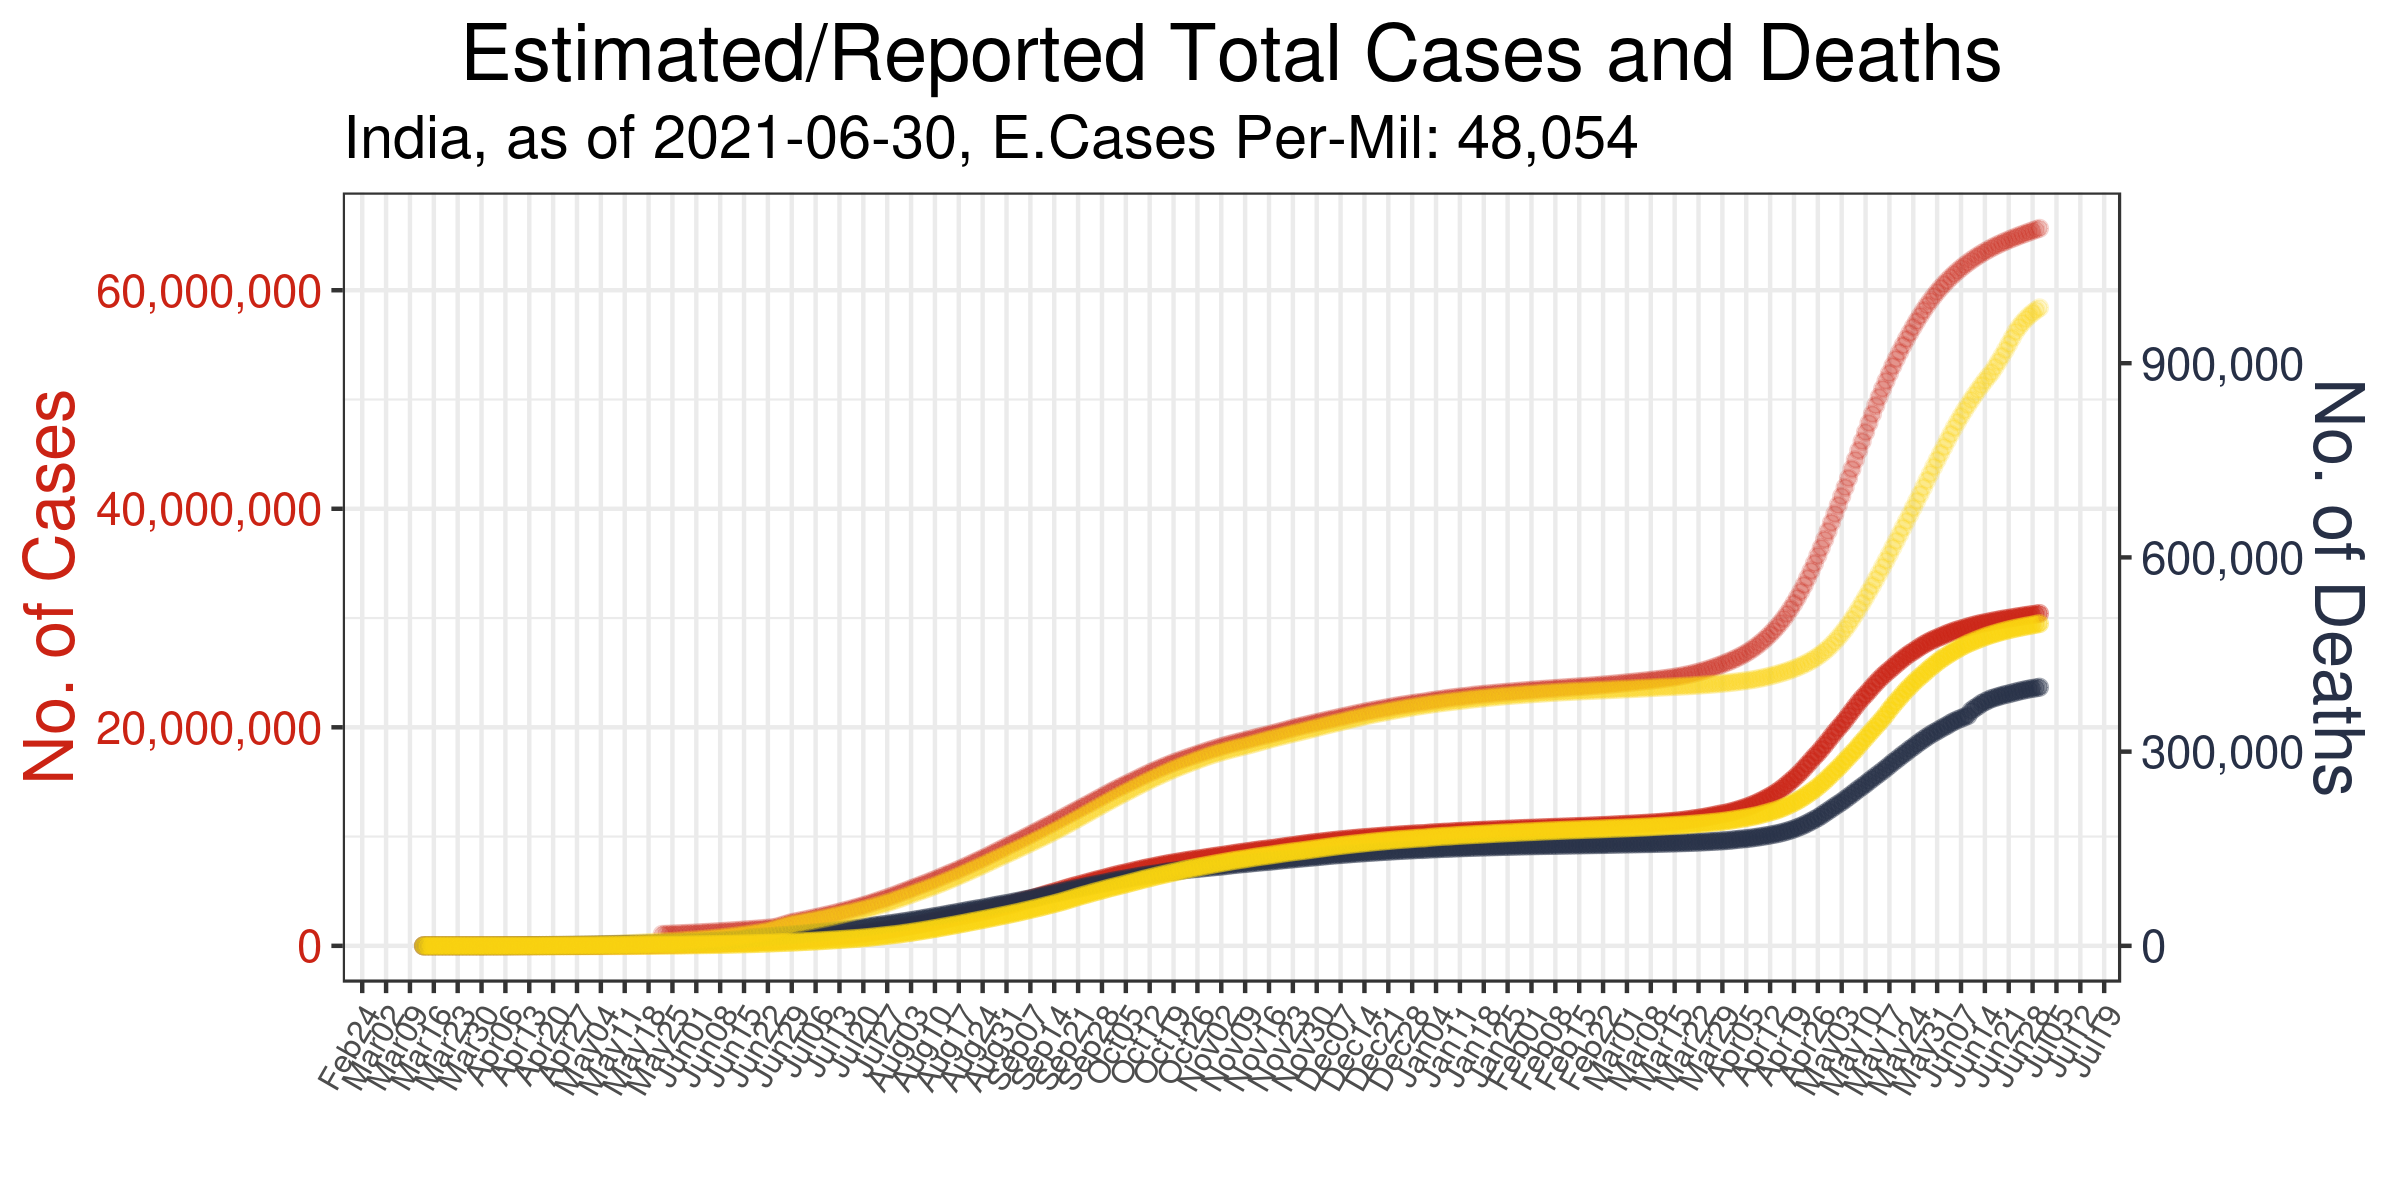 Estimated/Reported Total Cases and Deaths
India, as of 2021-06-30, E.Cases Per-Mil: 48,054
No. of Cases
60,000,000
40,000,000
20,000,000
0
900,000
600,000
300,000
0
No. of Deaths
Feb24
Mar02
Mar09
Mar16
Mar23
Mar30
Apr06
Apr13
Apr20
Apr27
May04
May11
May18
May25
Jun01
Jun08
Jun15
Jun22
Jun29
Jul06
Jul13
Jul20
Jul27
Aug03
Aug10
Aug17
Aug24
Aug31
Sep07
Sep14
Sep21
Sep28
Oct05
Oct12
Oct19
Oct26
Nov02
Nov09
Nov16
Nov23
Nov30
Dec07
Dec14
Dec21
Dec28
Jan04
Jan11
Jan18
Jan25
Feb01
Feb08
Feb15
Feb22
Mar01
Mar08
Mar15
Mar22
Mar29
Apr05
Apr12
Apr19
Apr26
May03
May10
May17
May24
May31
Jun07
Jun14
Jun21
Jun28
Jul05
Jul12
Jul19